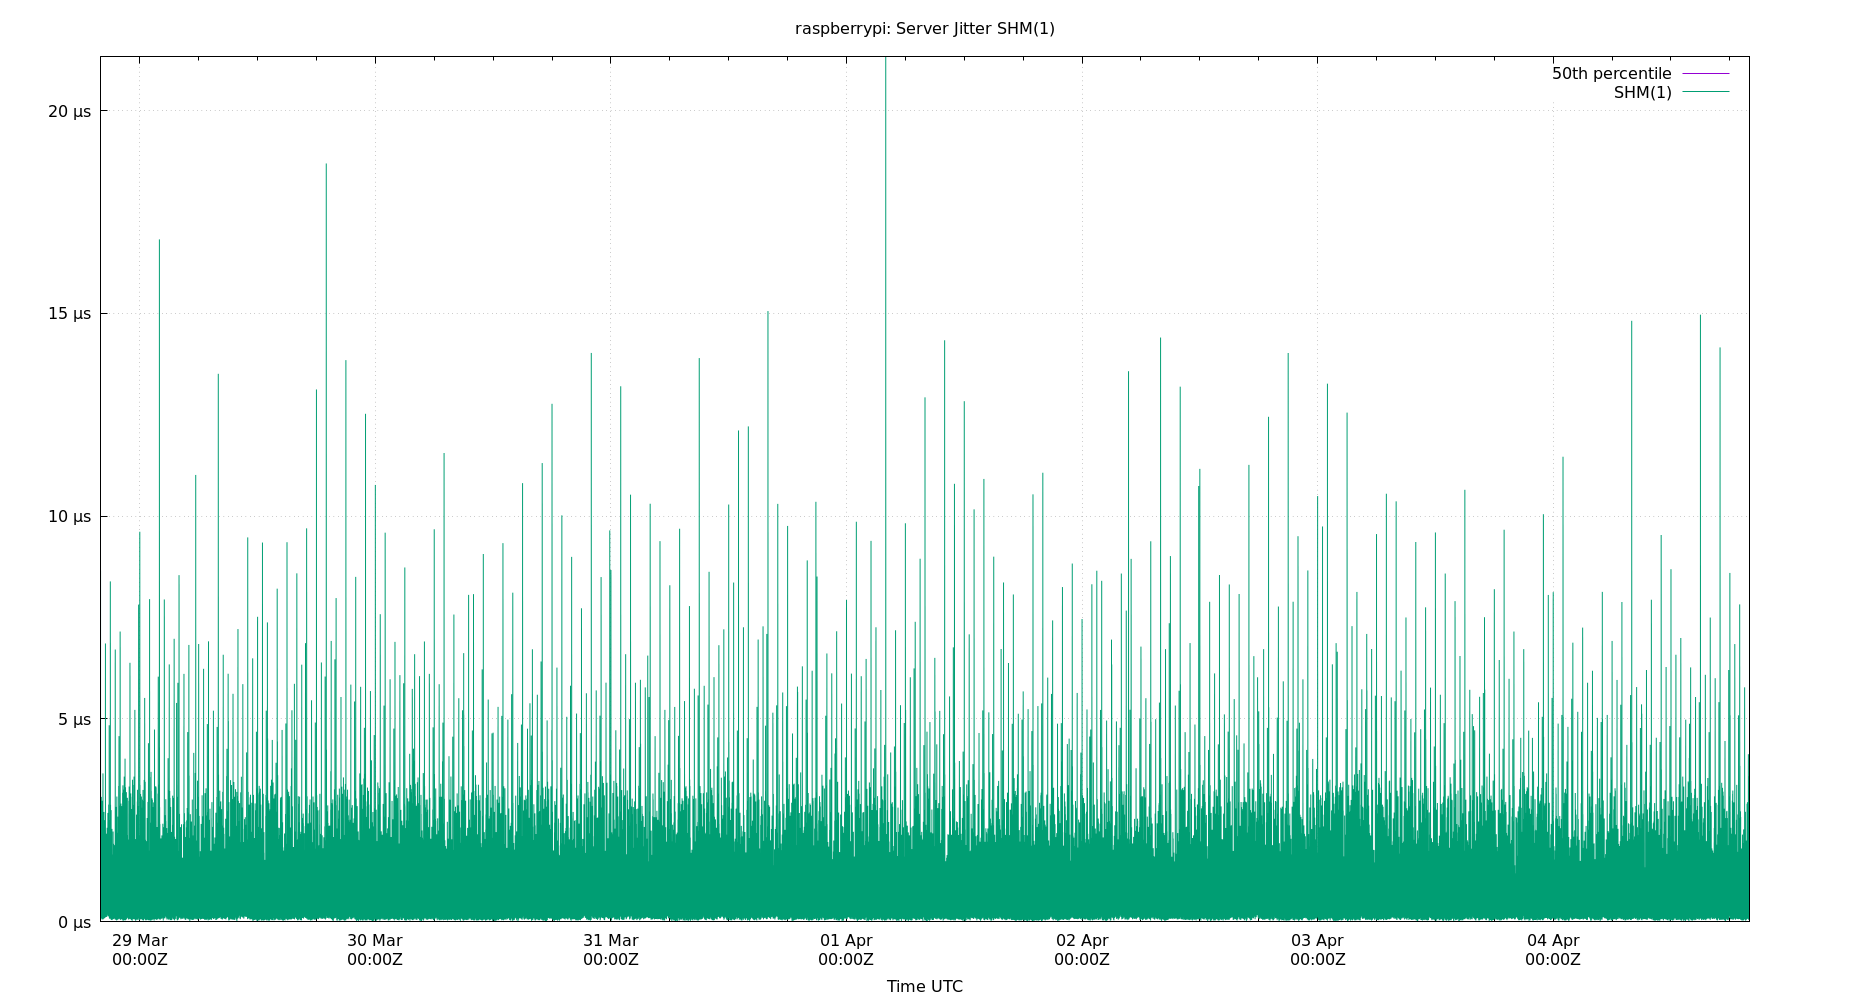 raspberrypi: Server Jitter SHM(1)
50th percentile
SHM(1)
20 µs
15 µs
10 µs
5 µs
0 µs
29 Mar 30 Mar 31 Mar 01 Apr 02 Apr 03 Apr 04 Apr
00:00Z 00:00Z 00:00Z 00:00Z 00:00Z 00:00Z 00:00Z
Time UTC